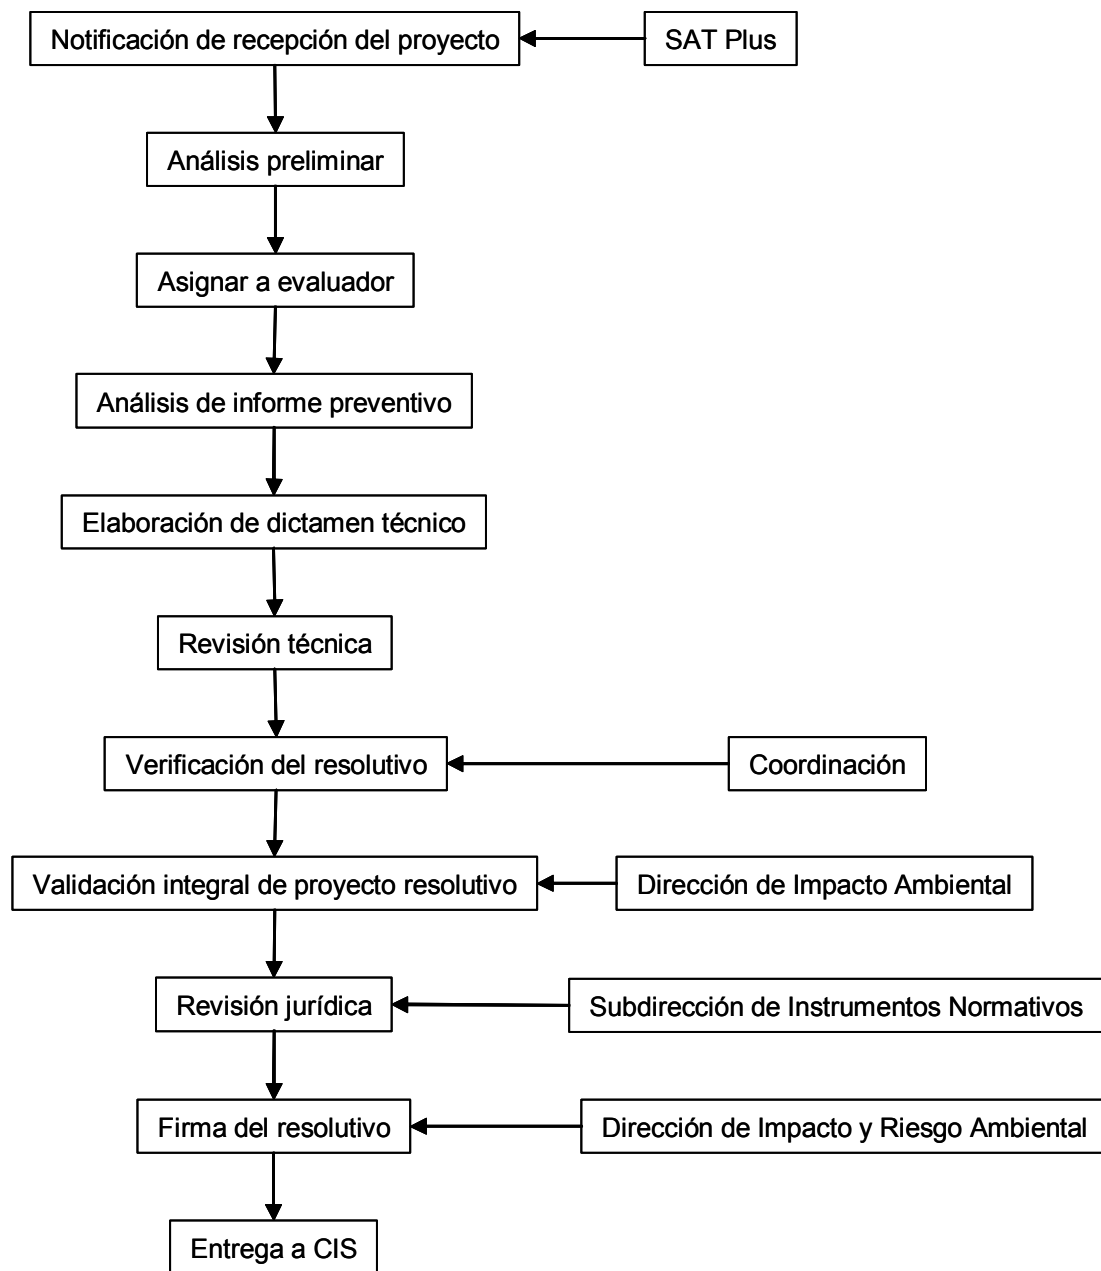 Notificación de recepción del proyecto
SAT Plus
Análisis preliminar
Asignar a evaluador
Análisis de informe preventivo
Elaboración de dictamen técnico
Revisión técnica
Verificación del resolutivo
Coordinación
Validación integral de proyecto resolutivo
Dirección de Impacto Ambiental
Revisión jurídica
Subdirección de Instrumentos Normativos
Firma del resolutivo
Dirección de Impacto y Riesgo Ambiental
Entrega a CIS